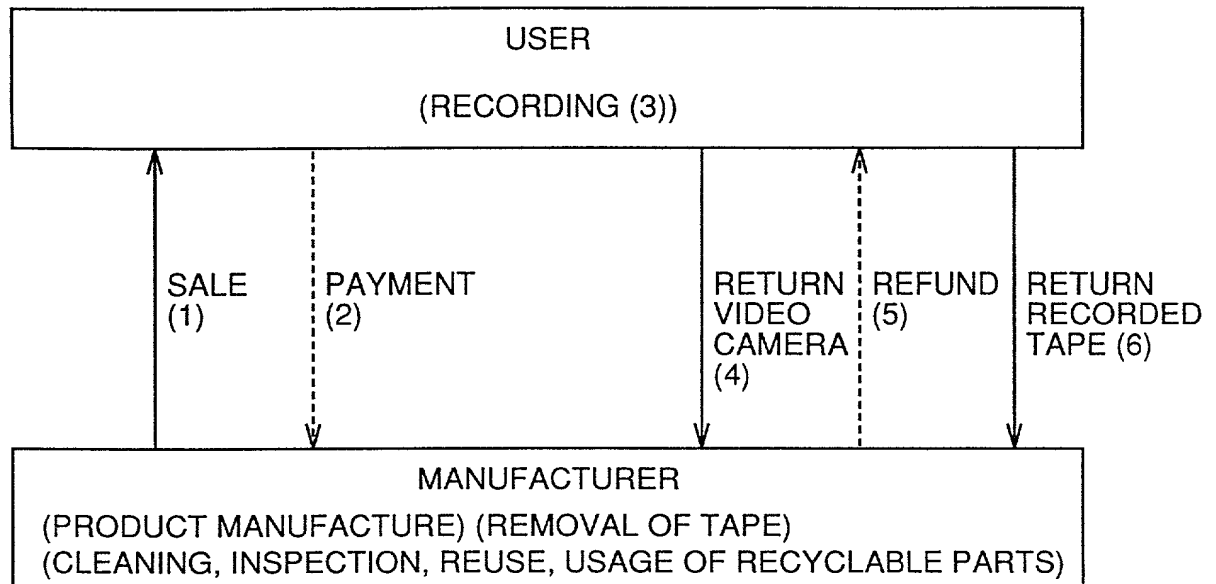 USER
(RECORDING (3))
SALE
(1)
PAYMENT
(2)
RETURN
VIDEO
CAMERA
(4)
REFUND
(5)
RETURN
RECORDED
TAPE (6)
MANUFACTURER
(PRODUCT MANUFACTURE) (REMOVAL OF TAPE)
(CLEANING, INSPECTION, REUSE, USAGE OF RECYCLABLE PARTS)